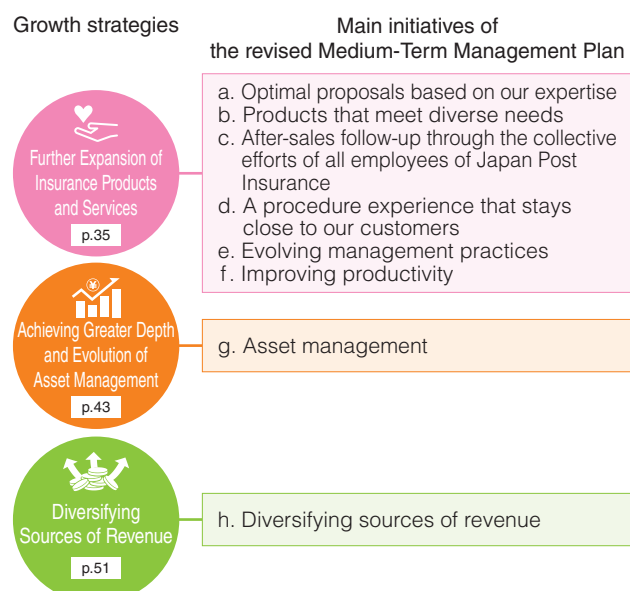 Growth strategies
Main initiatives of
the revised Medium-Term Management Plan
Further Expansion of
Insurance Products
and Services
p.35
a. Optimal proposals based on our expertise
b. Products that meet diverse needs
c. After-sales follow-up through the collective
efforts of all employees of Japan Post
Insurance
d. A procedure experience that stays
close to our customers
e. Evolving management practices
f. Improving productivity
¥
Achieving Greater Depth
and Evolution of
Asset Management
p.43
g. Asset management
Diversifying
Sources of Revenue
p.51
h. Diversifying sources of revenue